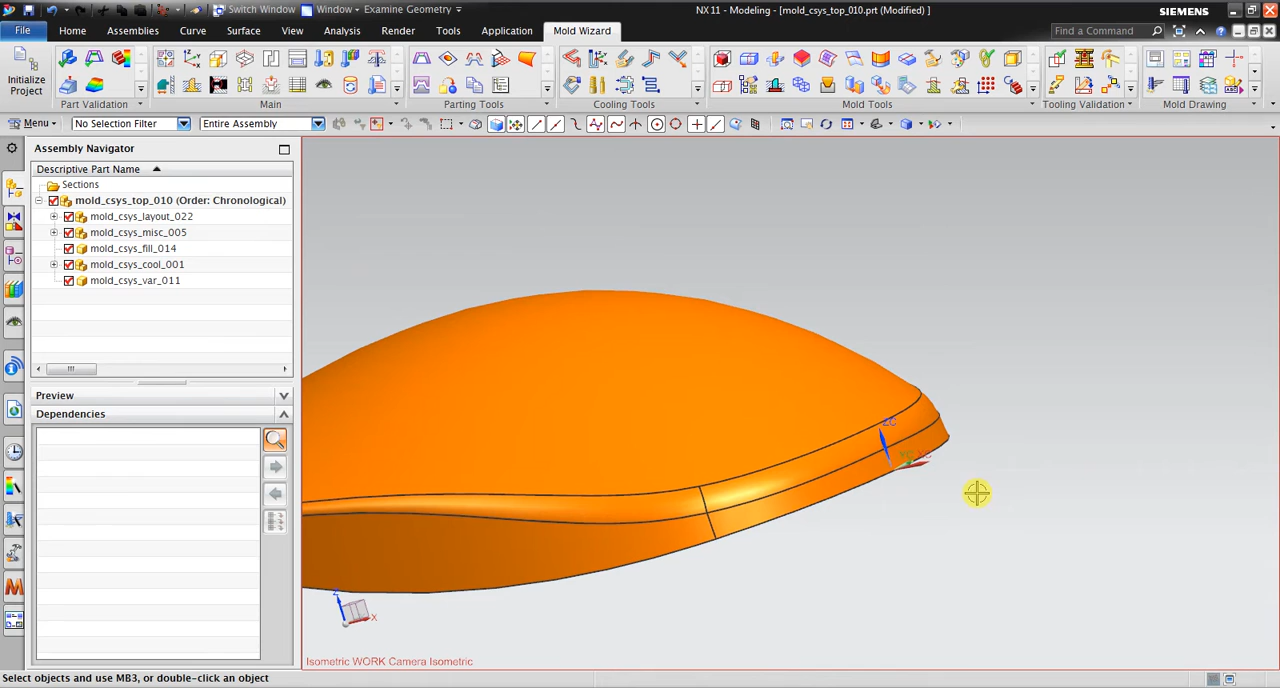 Switch Window Window Examine Geometry
NX 11 - Modeling - [mold_csys_top_010.prt (Modified) ]
SIEMENS
File Home Assemblies Curve Surface View Analysis Render Tools Application Mold Wizard
Find a Command
Initialize
Project
Part Validation Main Parting Tools Cooling Tools Mold Tools Tooling Validation Mold Drawing
Menu No Selection Filter Entire Assembly
Assembly Navigator
Descriptive Part Name
Sections
mold_csys_top_010 (Order: Chronological)
mold_csys_layout_022
mold_csys_misc_005
mold_csys_fill_014
mold_csys_cool_001
mold_csys_var_011
Preview
Dependencies
ZC
YC XC
Z
X
Isometric WORK Camera Isometric
Select objects and use MB3, or double-click an object